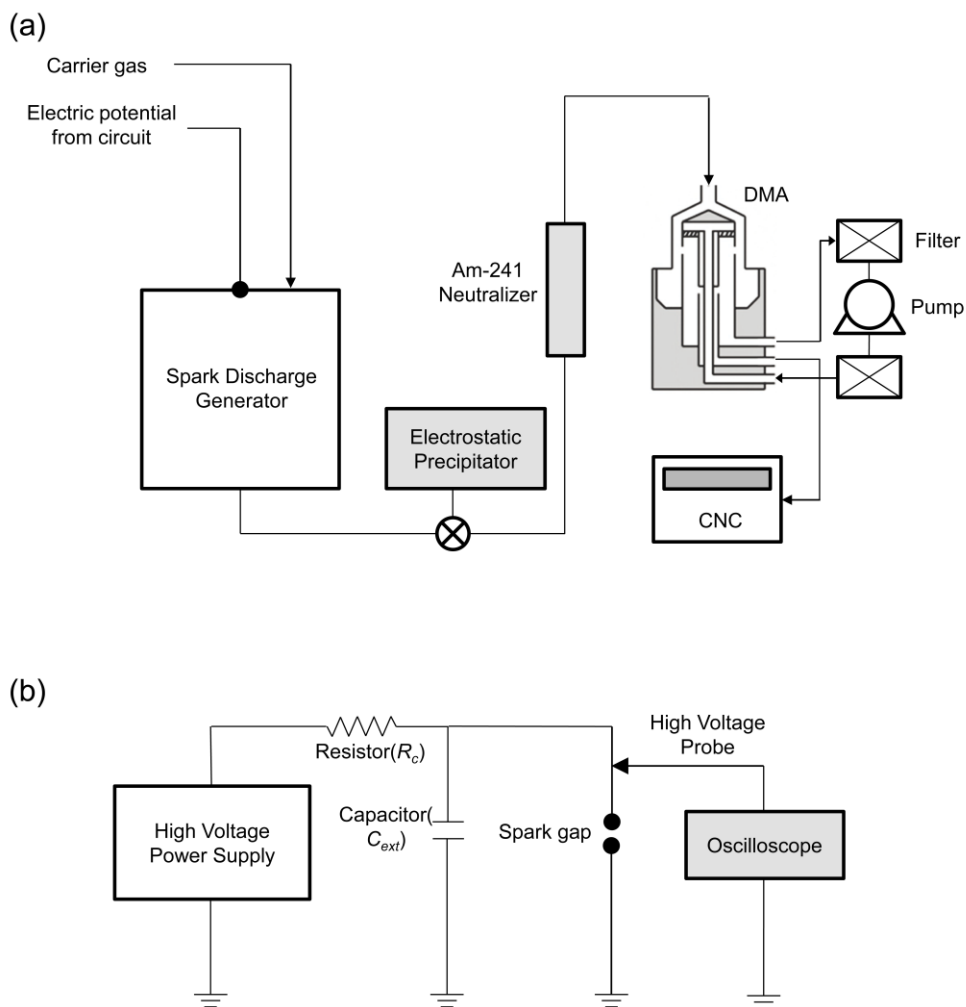 (a)
Carrier gas
Electric potential
from circuit
DMA
Filter
Am-241
Neutralizer
Pump
Spark Discharge
Generator
Electrostatic
Precipitator
CNC
(b)
High Voltage
Probe
Resistor(Rc)
Capacitor(
Cext)
High Voltage
Power Supply
Spark gap
Oscilloscope